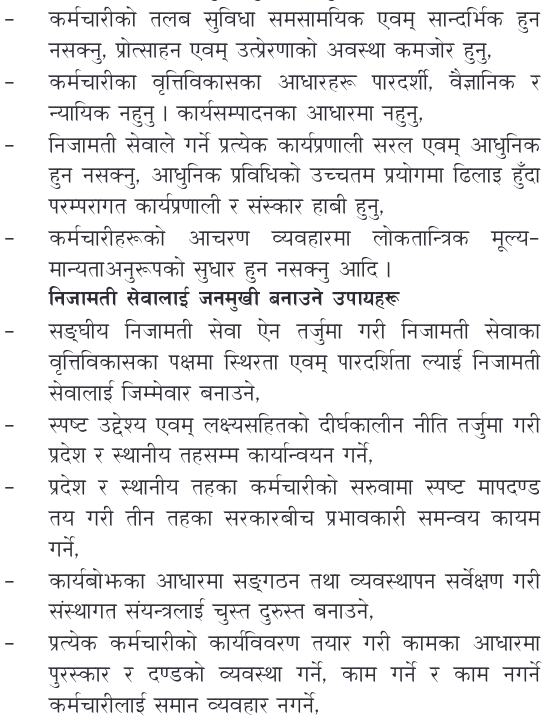 – कर्मचारीको तलब सुविधा समसामयिक एवम् सान्दर्भिक हुन
नसक्नु, प्रोत्साहन एवम् उत्प्रेरणाको अवस्था कमजोर हुनु,
– कर्मचारीका वृत्तिविकासका आधारहरू पारदर्शी, वैज्ञानिक र
न्यायिक नहुनु । कार्यसम्पादनका आधारमा नहुनु,
– निजामती सेवाले गर्ने प्रत्येक कार्यप्रणाली सरल एवम् आधुनिक
हुन नसक्नु, आधुनिक प्रविधिको उच्चतम प्रयोगमा ढिलाइ हुँदा
परम्परागत कार्यप्रणाली र संस्कार हाबी हुनु,
– कर्मचारीहरूको आचरण व्यवहारमा लोकतान्त्रिक मूल्य–
मान्यताअनुरूपको सुधार हुन नसक्नु आदि ।
निजामती सेवालाई जनमुखी बनाउने उपायहरू
– सङ्घीय निजामती सेवा ऐन तर्जुमा गरी निजामती सेवाका
वृत्तिविकासका पक्षमा स्थिरता एवम् पारदर्शिता ल्याई निजामती
सेवालाई जिम्मेवार बनाउने,
– स्पष्ट उद्देश्य एवम् लक्ष्यसहितको दीर्घकालीन नीति तर्जुमा गरी
प्रदेश र स्थानीय तहसम्म कार्यान्वयन गर्ने,
– प्रदेश र स्थानीय तहका कर्मचारीको सरुवामा स्पष्ट मापदण्ड
तय गरी तीन तहका सरकारबीच प्रभावकारी समन्वय कायम
गर्ने,
– कार्यबोझका आधारमा सङ्गठन तथा व्यवस्थापन सर्वेक्षण गरी
संस्थागत संयन्त्रलाई चुस्त दुरुस्त बनाउने,
– प्रत्येक कर्मचारीको कार्यविवरण तयार गरी कामका आधारमा
पुरस्कार र दण्डको व्यवस्था गर्ने, काम गर्ने र काम नगर्ने
कर्मचारीलाई समान व्यवहार नगर्ने,